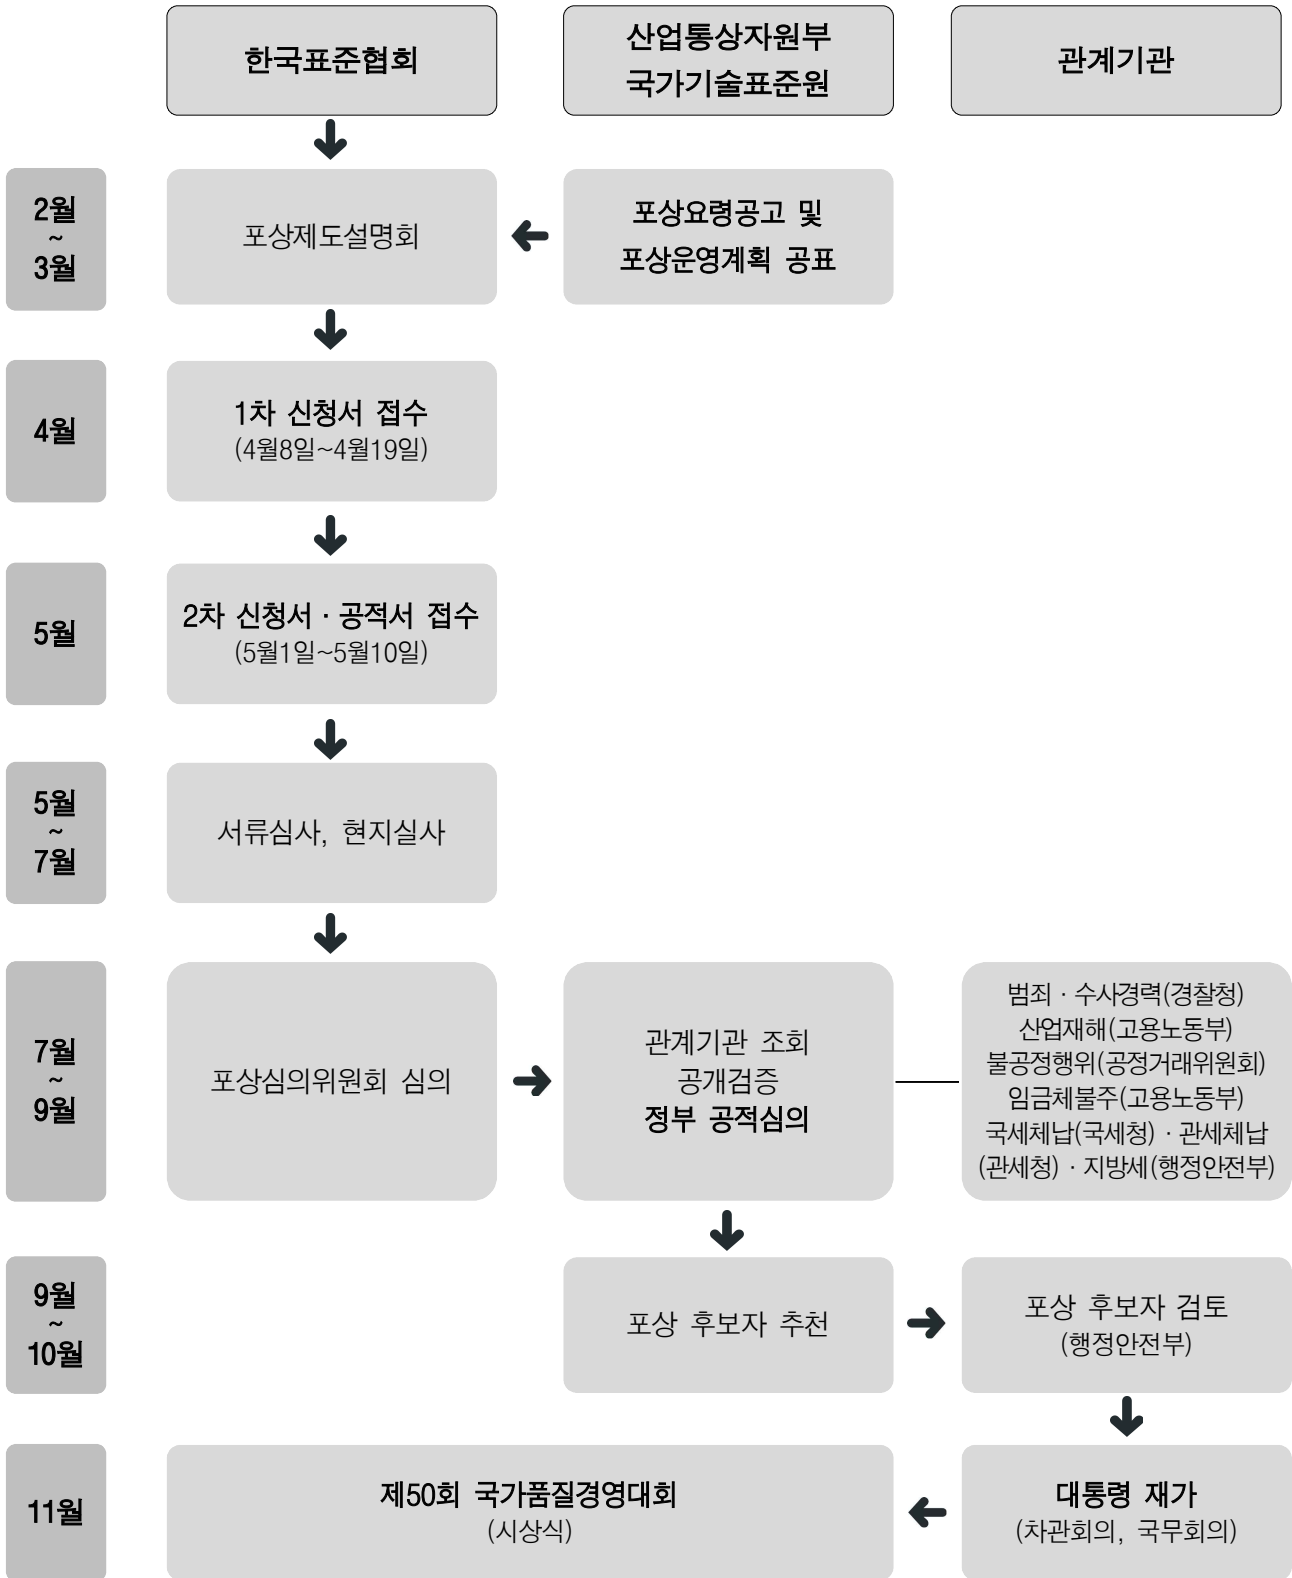 한국표준협회
산업통상자원부
국가기술표준원
관계기관
2월
~
3월
포상제도설명회
포상요령공고 및
포상운영계획 공표
4월
1차 신청서 접수
(4월8일~4월19일)
5월
2차 신청서 · 공적서 접수
(5월1일~5월10일)
5월
~
7월
서류심사, 현지실사
7월
~
9월
포상심의위원회 심의
관계기관 조회
공개검증
정부 공적심의
범죄 · 수사경력(경찰청)
산업재해(고용노동부)
불공정행위(공정거래위원회)
임금체불주(고용노동부)
국세체납(국세청) · 관세체납
(관세청) · 지방세(행정안전부)
9월
~
10월
포상 후보자 추천
포상 후보자 검토
(행정안전부)
11월
제50회 국가품질경영대회
(시상식)
대통령 재가
(차관회의, 국무회의)